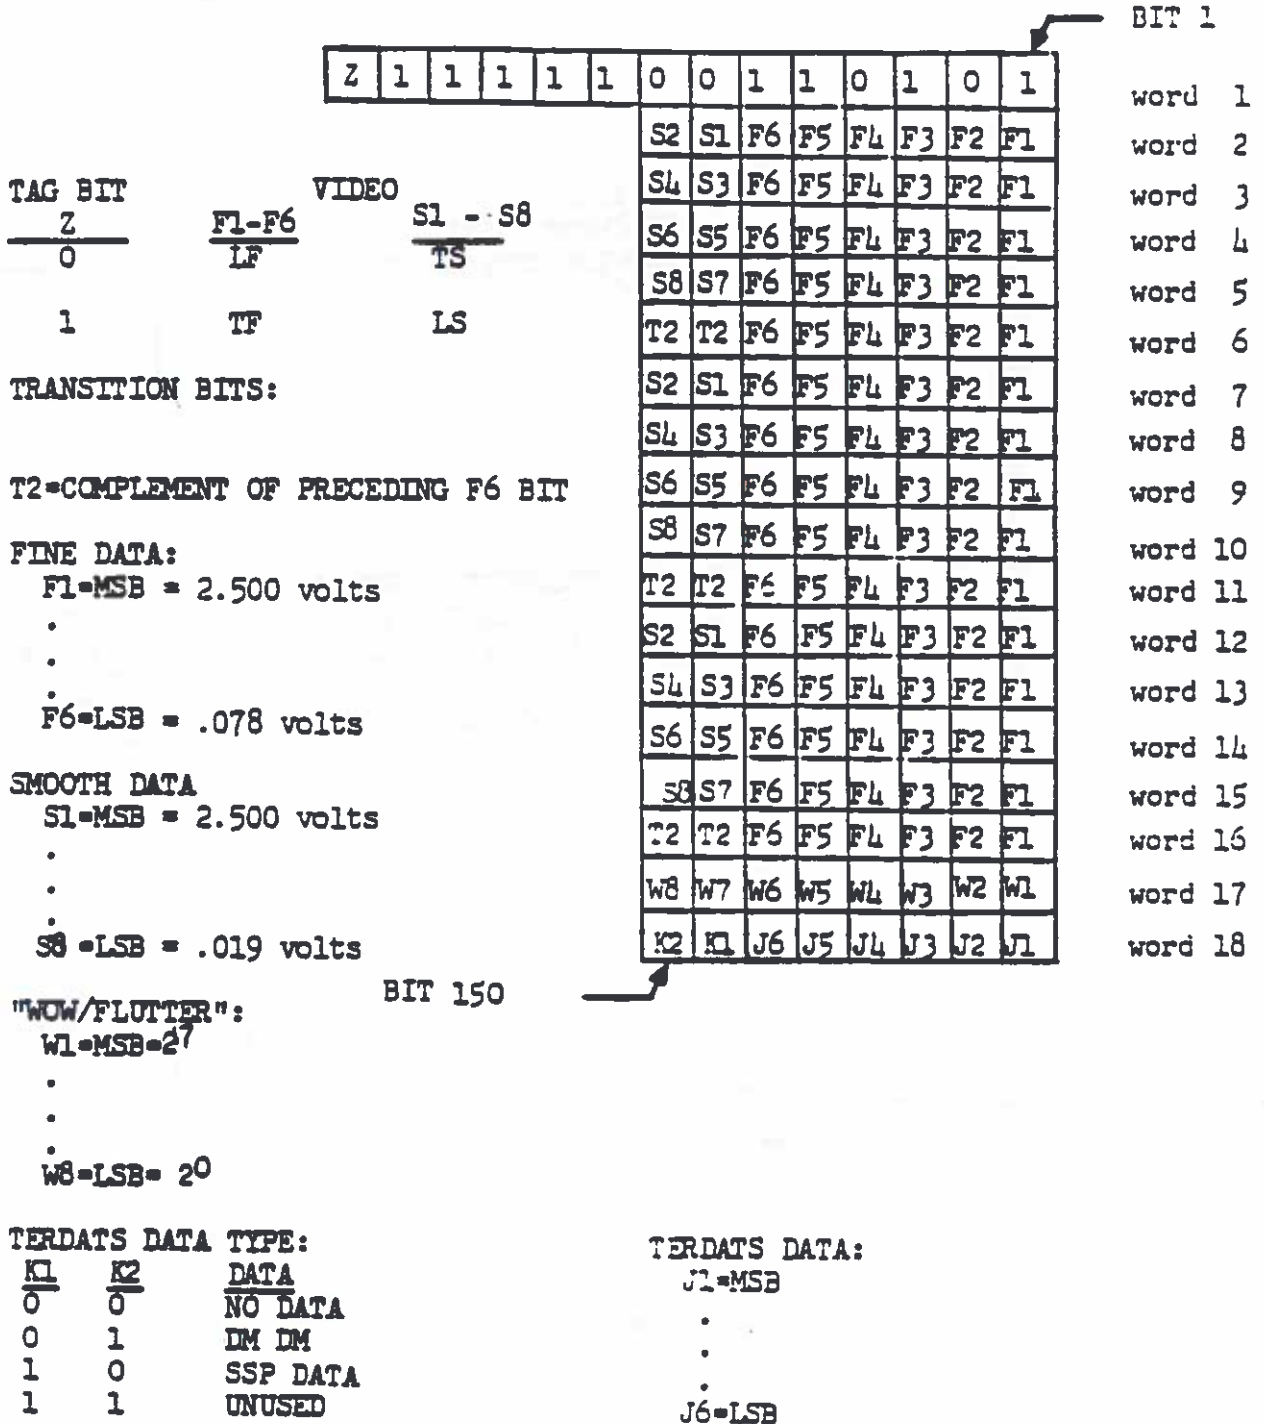 BIT 1
Z 1 1 1 1 1 0 0 1 1 0 1 0 1 word 1
S2 S1 F6 F5 F4 F3 F2 F1 word 2
S4 S3 F6 F5 F4 F3 F2 F1 word 3
S6 S5 F6 F5 F4 F3 F2 F1 word 4
S8 S7 F6 F5 F4 F3 F2 F1 word 5
T2 T2 F6 F5 F4 F3 F2 F1 word 6
S2 S1 F6 F5 F4 F3 F2 F1 word 7
S4 S3 F6 F5 F4 F3 F2 F1 word 8
S6 S5 F6 F5 F4 F3 F2 F1 word 9
S8 S7 F6 F5 F4 F3 F2 F1 word 10
T2 T2 F6 F5 F4 F3 F2 F1 word 11
S2 S1 F6 F5 F4 F3 F2 F1 word 12
S4 S3 F6 F5 F4 F3 F2 F1 word 13
S6 S5 F6 F5 F4 F3 F2 F1 word 14
S8 S7 F6 F5 F4 F3 F2 F1 word 15
T2 T2 F6 F5 F4 F3 F2 F1 word 16
W8 W7 W6 W5 W4 W3 W2 W1 word 17
K2 K1 J6 J5 J4 J3 J2 J1 word 18
BIT 150
TAG BIT VIDEO
Z F1-F6 S1 - S8
0 LF TS
1 TF LS
TRANSITION BITS:
T2=COMPLEMENT OF PRECEDING F6 BIT
FINE DATA:
F1=MSB = 2.500 volts
.
.
.
F6=LSB = .078 volts
SMOOTH DATA
S1=MSB = 2.500 volts
.
.
.
S8 =LSB = .019 volts
"WOW/FLUTTER":
W1=MSB=2⁷
.
.
.
W8=LSB= 2⁰
TERDATS DATA TYPE:
K1 K2 DATA
0 0 NO DATA
0 1 DM DM
1 0 SSP DATA
1 1 UNUSED
TERDATS DATA:
J1=MSB
.
.
.
J6=LSB